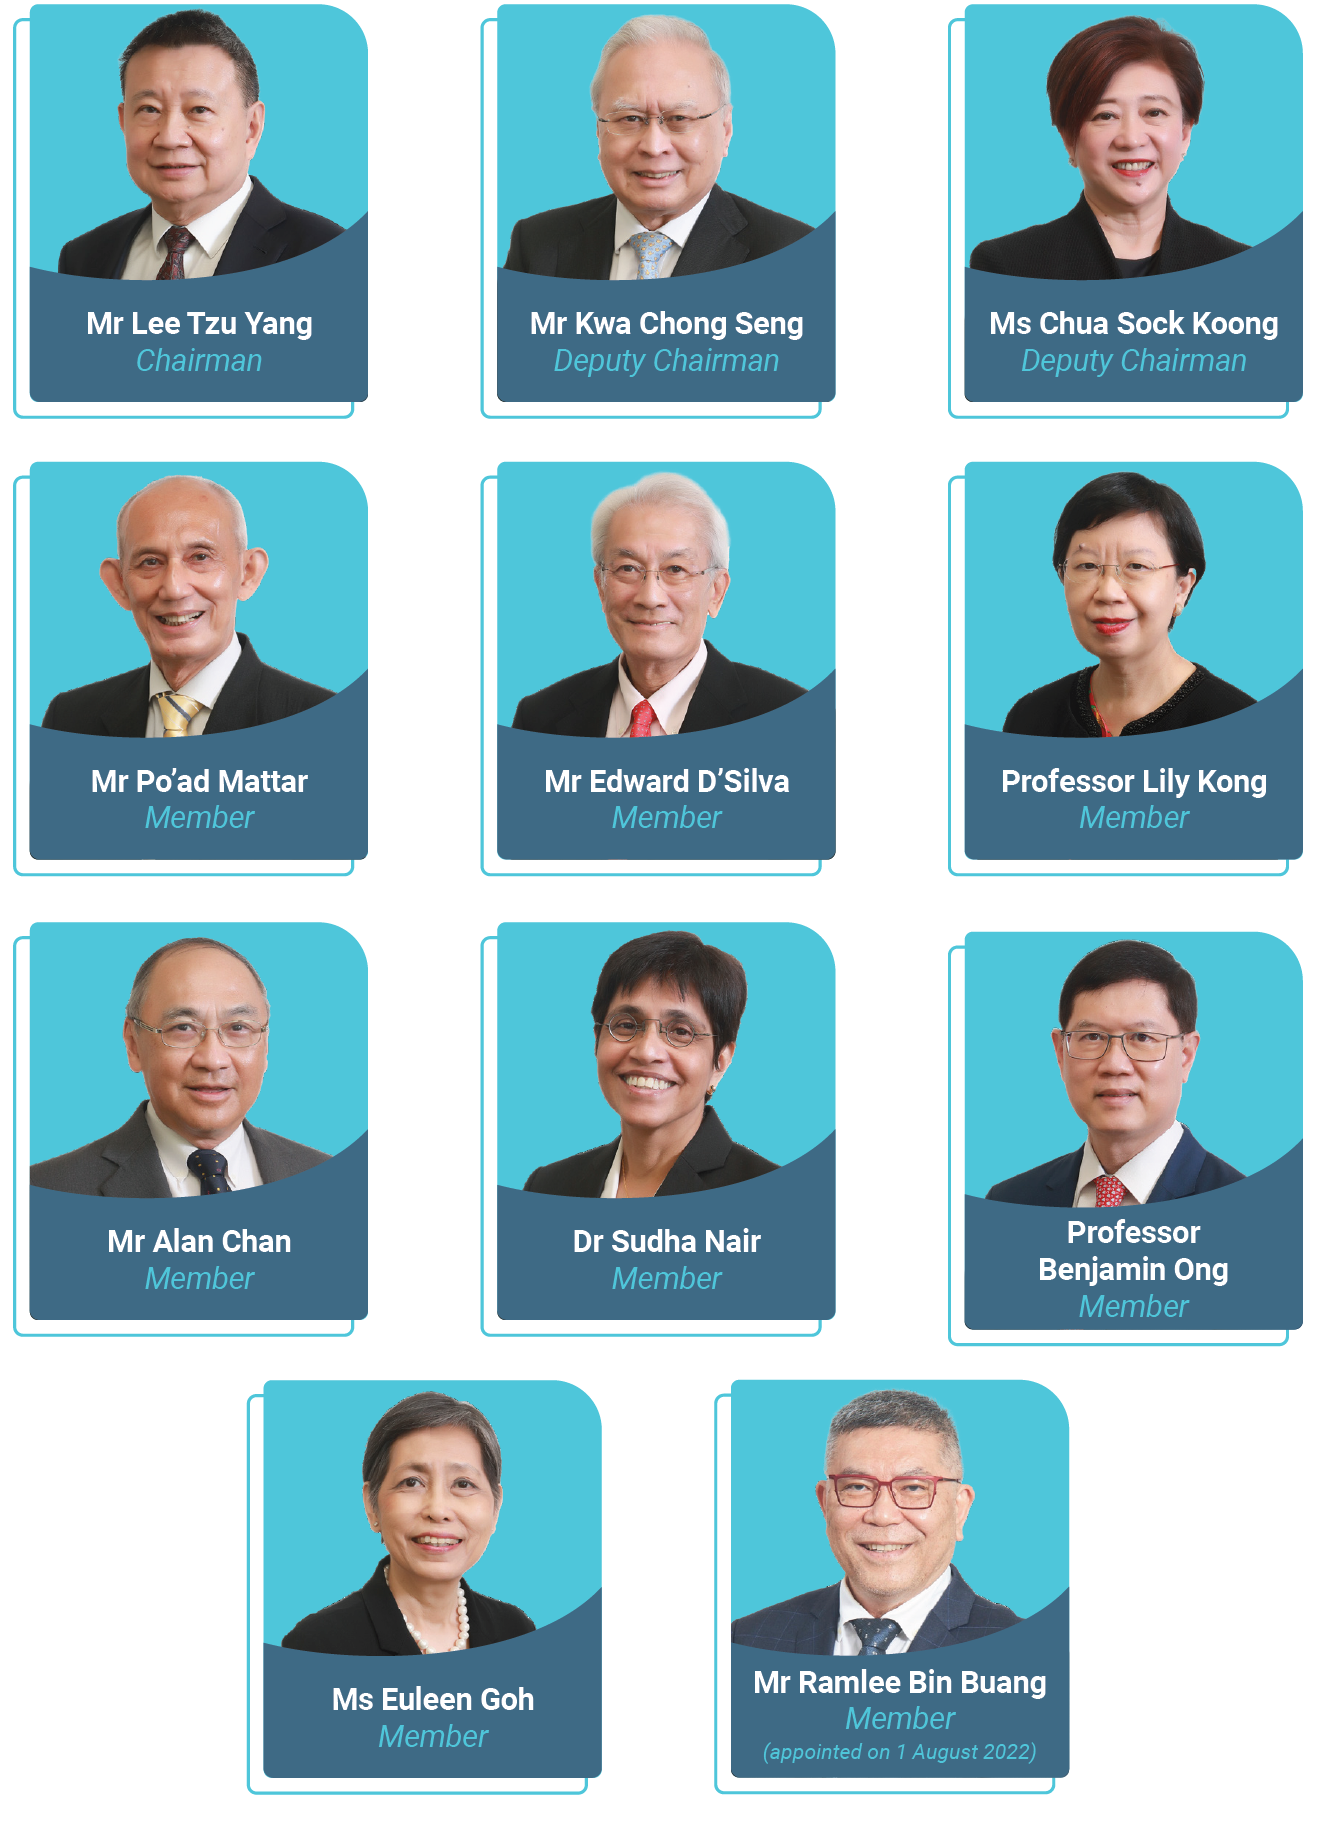 Mr Lee Tzu Yang
Chairman
Mr Kwa Chong Seng
Deputy Chairman
Ms Chua Sock Koong
Deputy Chairman
Mr Po’ad Mattar
Member
Mr Edward D’Silva
Member
Professor Lily Kong
Member
Mr Alan Chan
Member
Dr Sudha Nair
Member
Professor
Benjamin Ong
Member
Ms Euleen Goh
Member
Mr Ramlee Bin Buang
Member
(appointed on 1 August 2022)